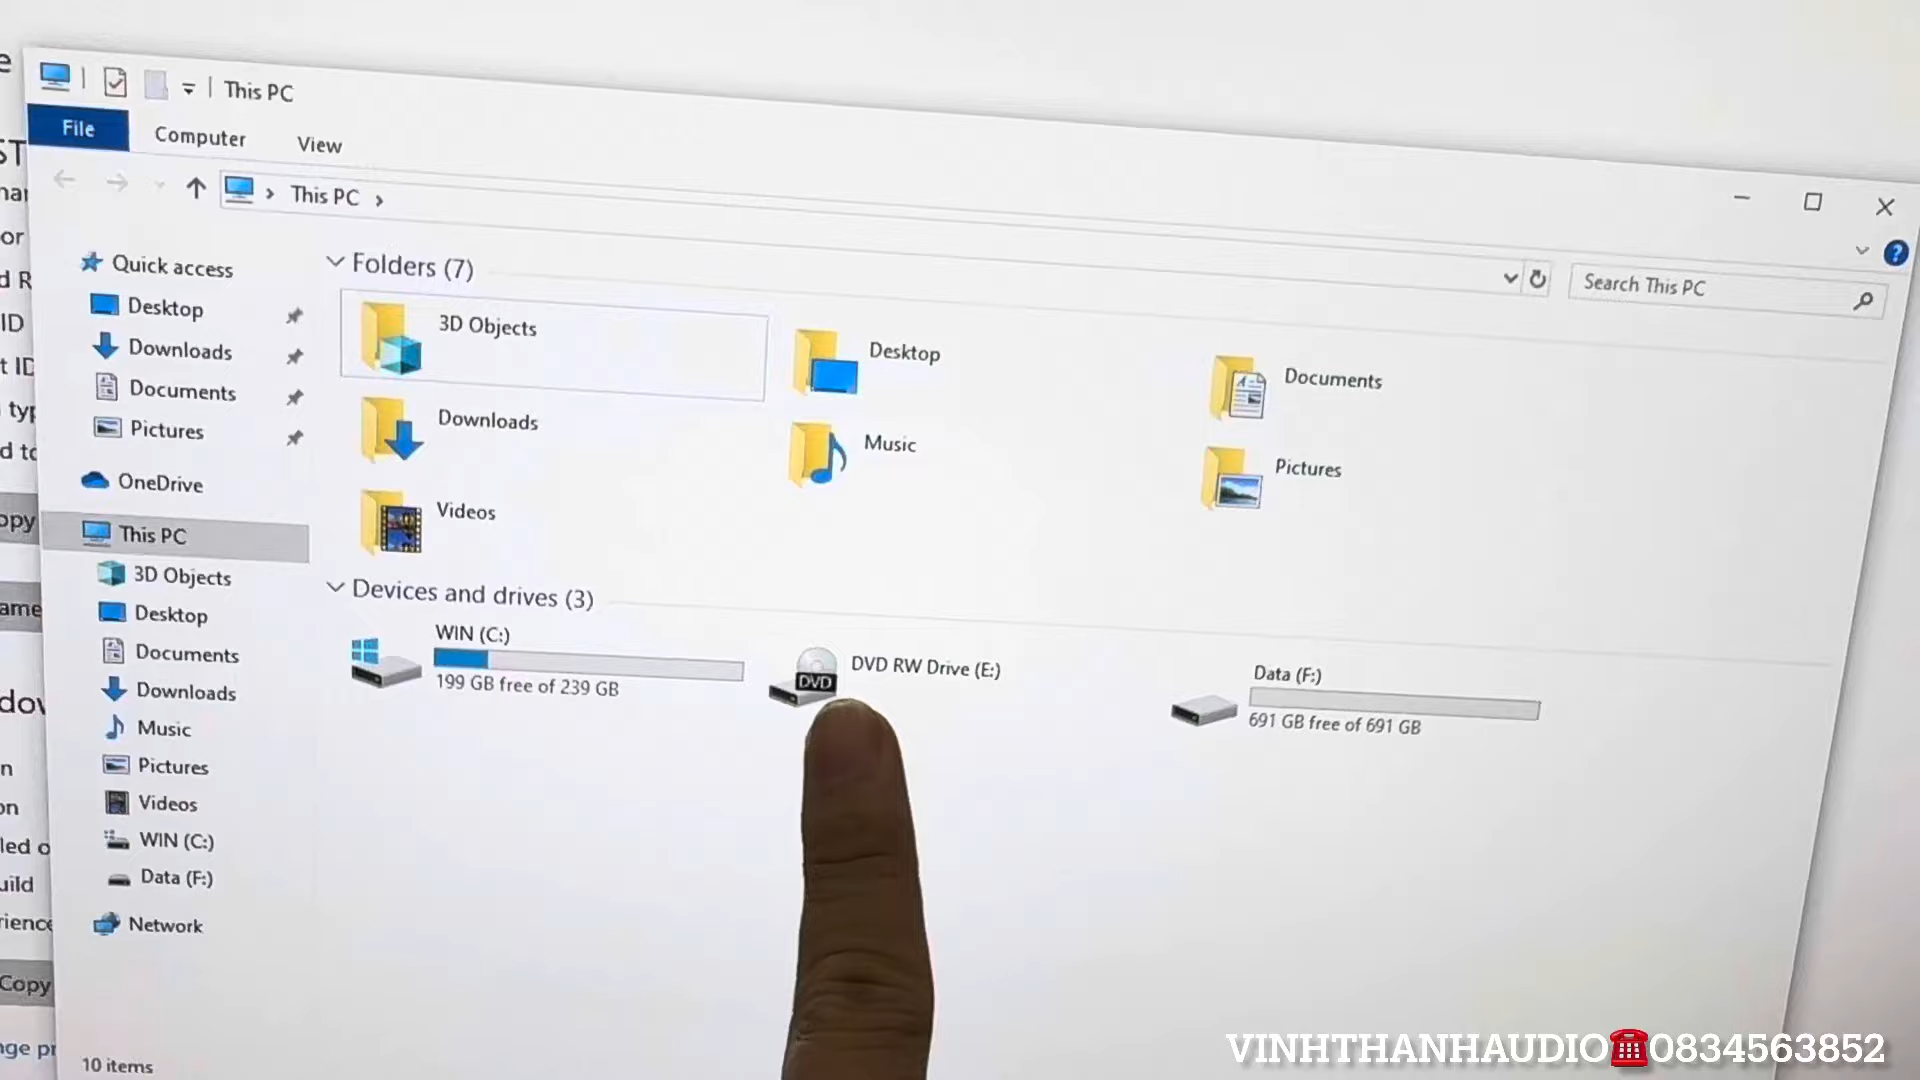 This PC
File
Computer
View
This PC
Search This PC
Quick access
Desktop
Downloads
Documents
Pictures
OneDrive
This PC
3D Objects
Desktop
Documents
Downloads
Music
Pictures
Videos
WIN (C:)
Data (F:)
Network
Folders (7)
3D Objects
Desktop
Documents
Downloads
Music
Pictures
Videos
Devices and drives (3)
WIN (C:)
199 GB free of 239 GB
DVD
DVD RW Drive (E:)
Data (F:)
691 GB free of 691 GB
10 items
ID
Copy
VINHTHANHAUDIO☎0834563852